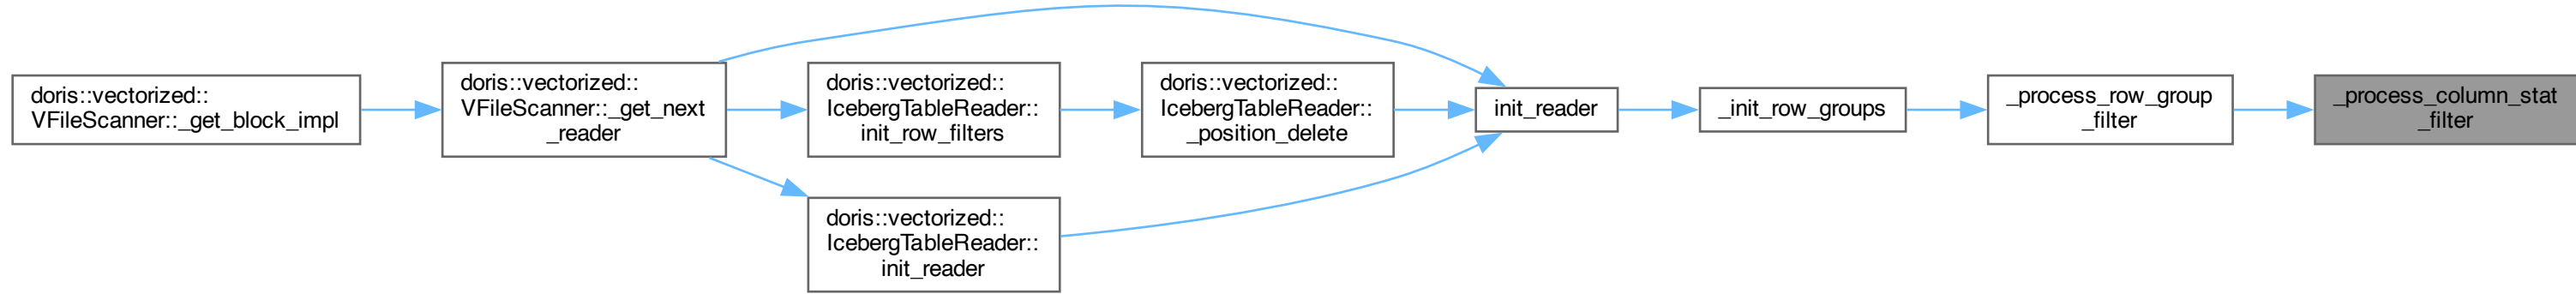 doris::vectorized::
VFileScanner::_get_block_impl
doris::vectorized::
VFileScanner::_get_next
_reader
doris::vectorized::
IcebergTableReader::
init_row_filters
doris::vectorized::
IcebergTableReader::
_position_delete
doris::vectorized::
IcebergTableReader::
init_reader
init_reader
_init_row_groups
_process_row_group
_filter
_process_column_stat
_filter